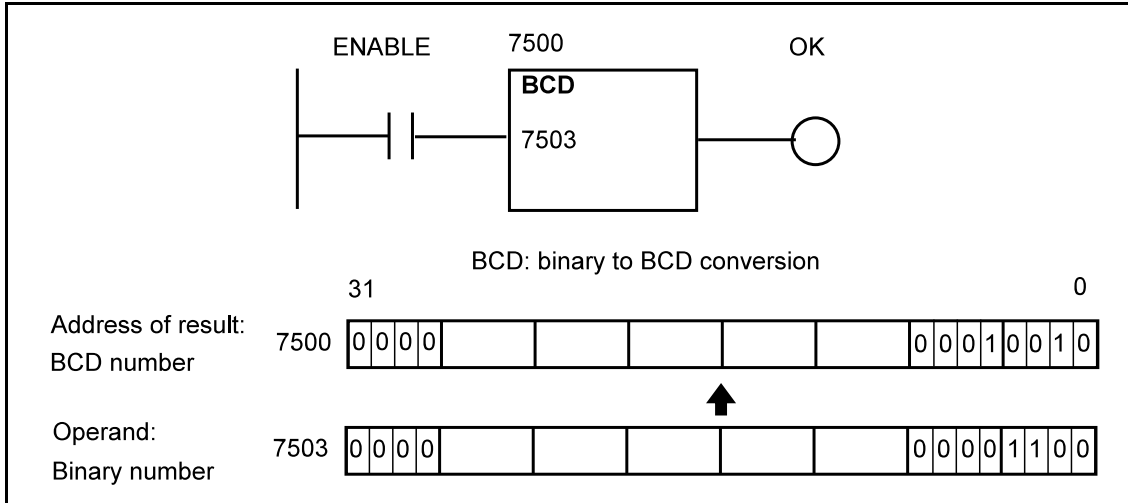 ENABLE 7500 OK
BCD
7503
BCD: binary to BCD conversion
31 0
Address of result:
BCD number
7500 0 0 0 0 0 0 0 1 0 0 1 0
Operand:
Binary number
7503 0 0 0 0 0 0 0 0 1 1 0 0